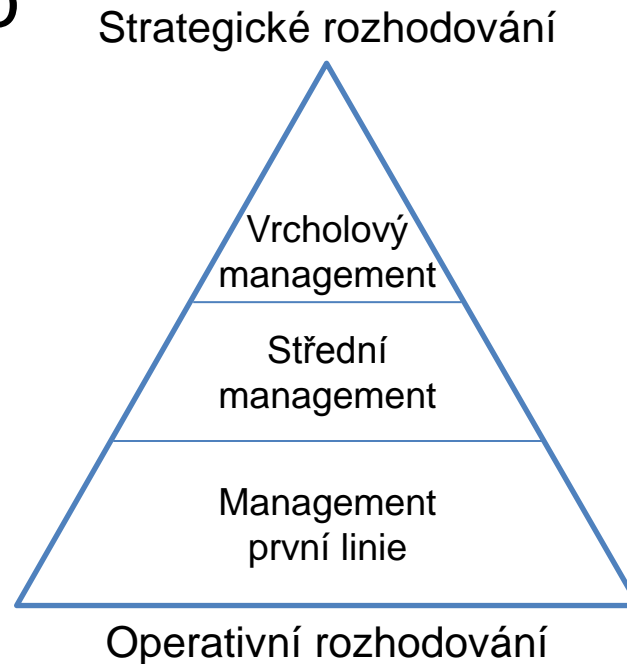 Strategické rozhodování
Vrcholový
management
Střední
management
Management
první linie
Operativní rozhodování